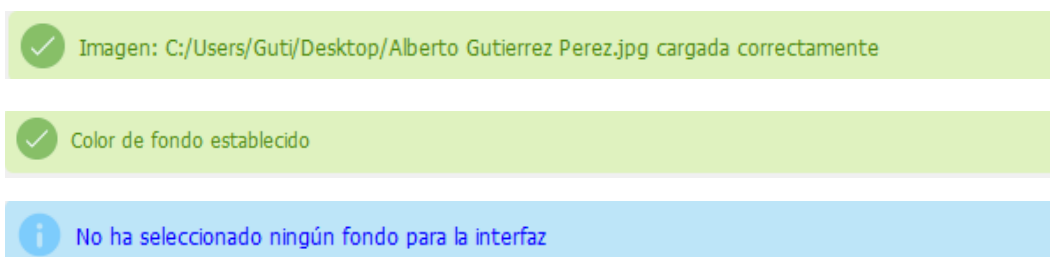 Imagen: C:/Users/Guti/Desktop/Alberto Gutierrez Perez.jpg cargada correctamente
Color de fondo establecido
No ha seleccionado ningún fondo para la interfaz